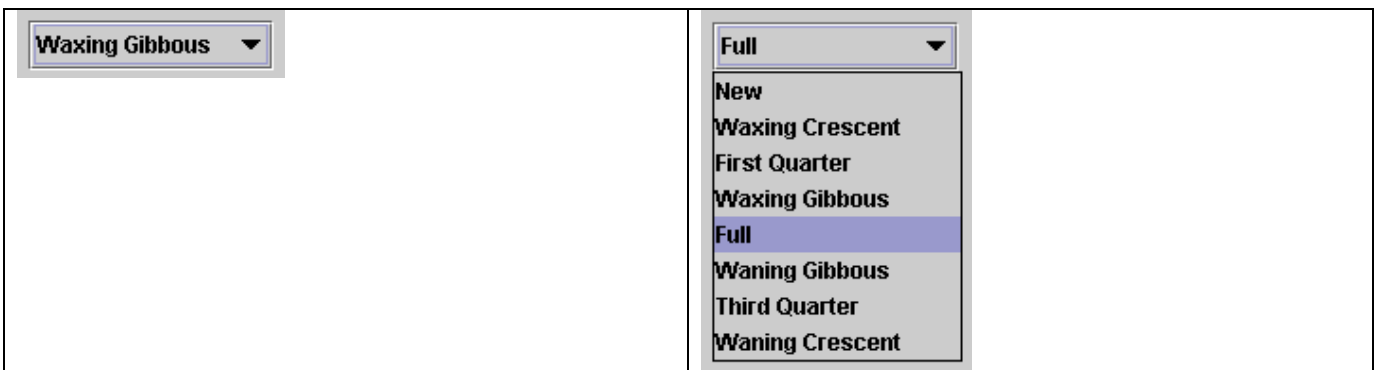 Waxing Gibbous
Full
New
Waxing Crescent
First Quarter
Waxing Gibbous
Full
Waning Gibbous
Third Quarter
Waning Crescent